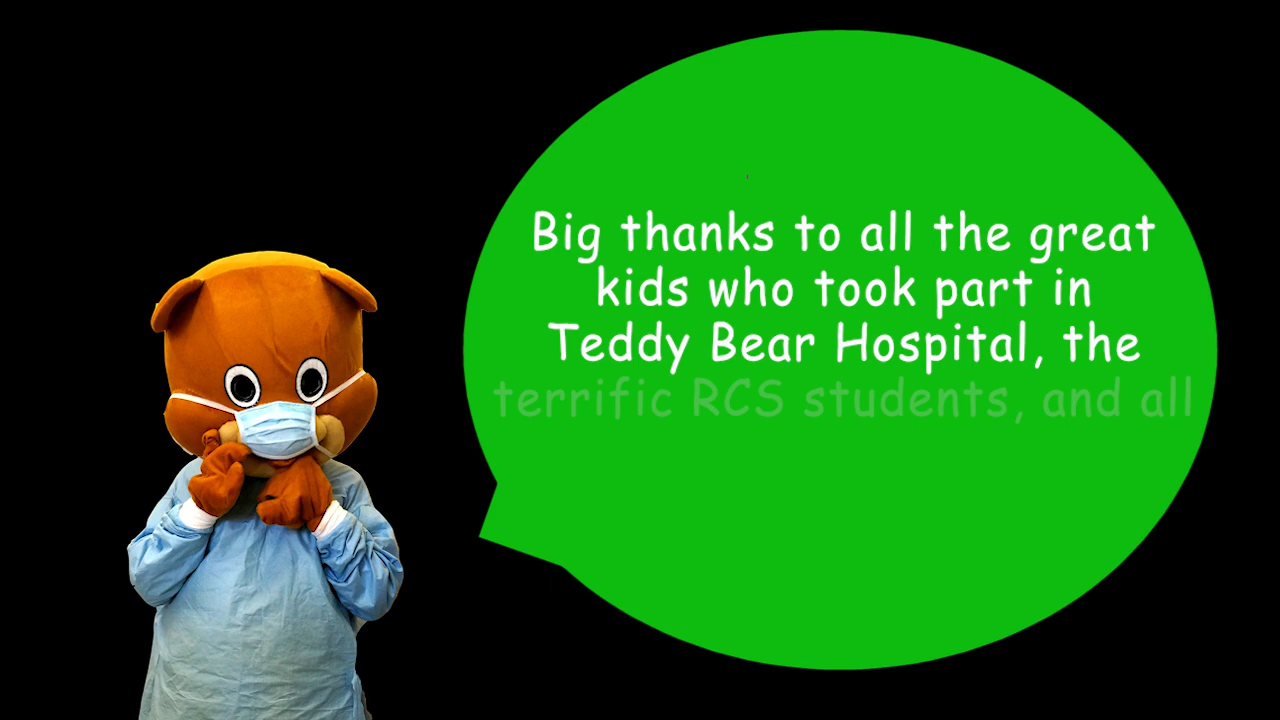 Big thanks to all the great
kids who took part in
Teddy Bear Hospital, the
terrific RCS students, and all